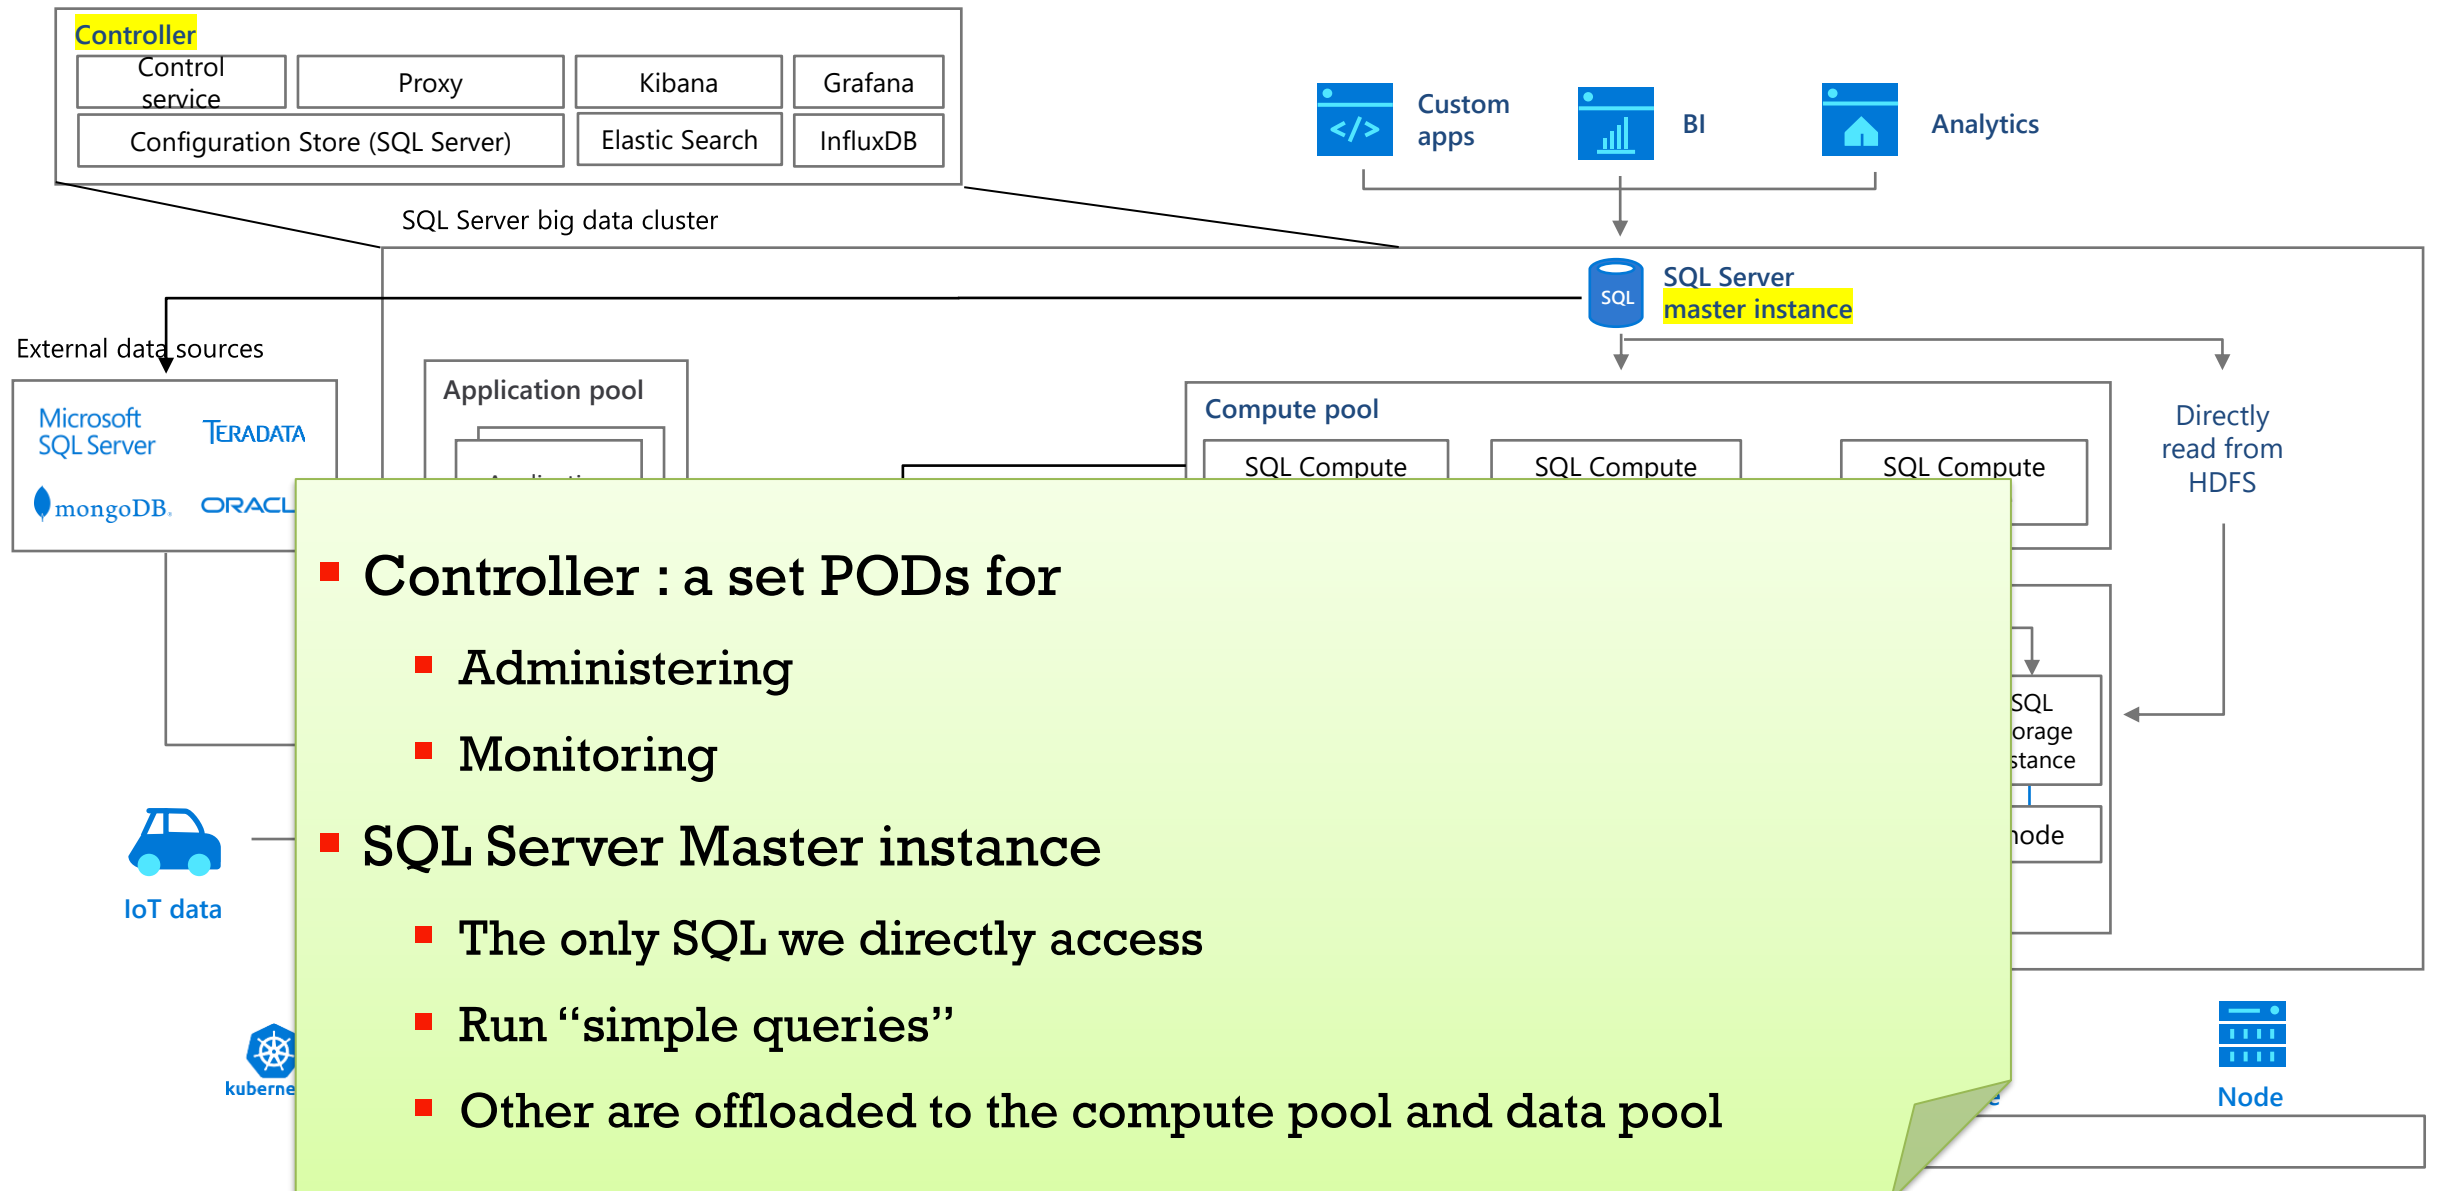 Controller
Control
service
Proxy
Kibana
Grafana
Configuration Store (SQL Server)
Elastic Search
InfluxDB
Custom
apps
BI
Analytics
SQL Server big data cluster
SQL
SQL Server
master instance
External data sources
Microsoft
SQL Server
TERADATA
mongoDB.
Application pool
Compute pool
SQL Compute
SQL Compute
SQL Compute
Directly
read from
HDFS
Controller : a set PODs for
Administering
Monitoring
SQL Server Master instance
The only SQL we directly access
Run “simple queries”
Other are offloaded to the compute pool and data pool
SQL
IoT data
Node